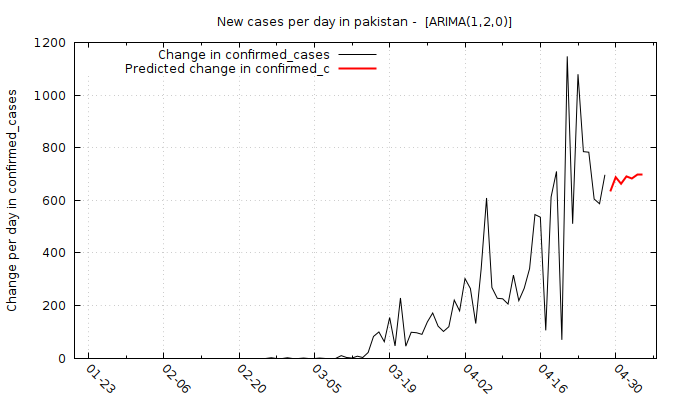 New cases per day in pakistan -  [ARIMA(1,2,0)]
Change in confirmed_cases
Predicted change in confirmed_c
Change per day in confirmed_cases
1200
1000
800
600
400
200
0
01-23 02-06 02-20 03-05 03-19 04-02 04-16 04-30